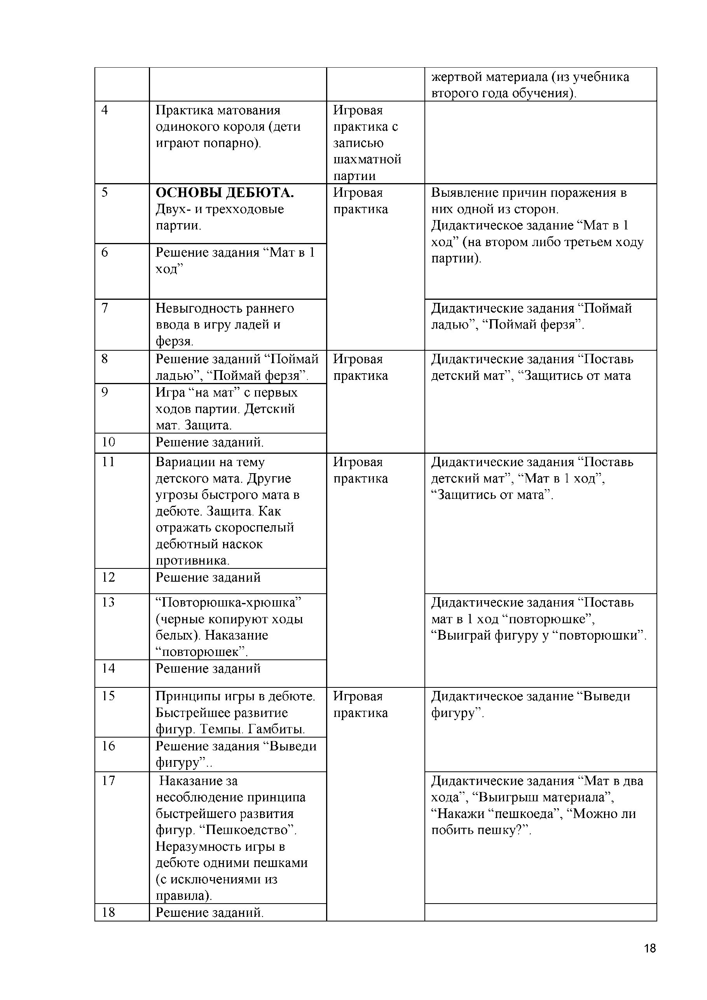 жертвой материала (из учебника
второго года обучения).
4
Практика матования
одинокого короля (дети
играют попарно).
Игровая
практика с
записью
шахматной
партии
5
ОСНОВЫ ДЕБЮТА.
Двух- и трехходовые
партии.
Игровая
практика
Выявление причин поражения в
них одной из сторон.
Дидактическое задание “Мат в 1
ход” (на втором либо третьем ходу
партии).
6
Решение задания “Мат в 1
ход”
7
Невыгодность раннего
ввода в игру ладей и
ферзя.
Дидактические задания “Поймай
ладью”, “Поймай ферзя”.
8
Решение заданий “Поймай
ладью”, “Поймай ферзя”.
Игровая
практика
Дидактические задания “Поставь
детский мат”, “Защитись от мата
9
Игра “на мат” с первых
ходов партии. Детский
мат. Защита.
10
Решение заданий.
11
Вариации на тему
детского мата. Другие
угрозы быстрого мата в
дебюте. Защита. Как
отражать скороспелый
дебютный наскок
противника.
Игровая
практика
Дидактические задания “Поставь
детский мат”, “Мат в 1 ход”,
“Защитись от мата”.
12
Решение заданий
13
“Повторюшка-хрюшка”
(черные копируют ходы
белых). Наказание
“повторюшек”.
Дидактические задания “Поставь
мат в 1 ход “повторюшке”,
“Выиграй фигуру у “повторюшки”.
14
Решение заданий
15
Принципы игры в дебюте.
Быстрейшее развитие
фигур. Темпы. Гамбиты.
Игровая
практика
Дидактическое задание “Выведи
фигуру”.
16
Решение задания “Выведи
фигуру”..
17
Наказание за
несоблюдение принципа
быстрейшего развития
фигур. “Пешкоедство”.
Неразумность игры в
дебюте одними пешками
(с исключениями из
правила).
Дидактические задания “Мат в два
хода”, “Выигрыш материала”,
“Накажи “пешкоеда”, “Можно ли
побить пешку?”.
18
Решение заданий.
18